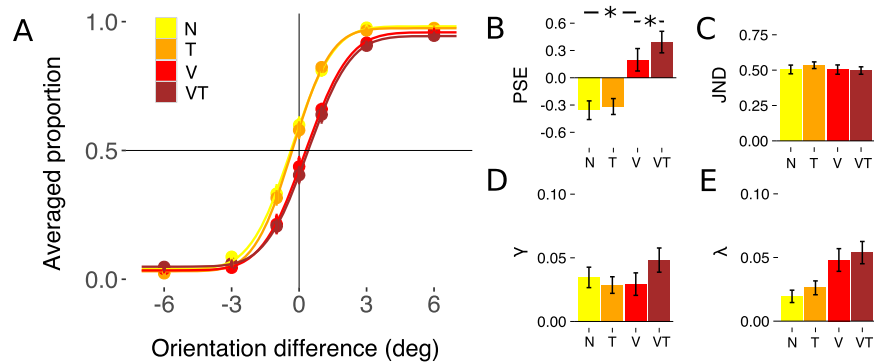 A
Averaged proportion
1.0
0.5
0.0
N
T
V
VT
-6
-3
0
3
6
Orientation difference (deg)
B
PSE
0.6
0.3
0.0
-0.3
-0.6
*
*
N T V VT
C
JND
0.75
0.50
0.25
0.00
N T V VT
D
γ
0.10
0.05
0.00
N T V VT
E
λ
0.10
0.05
0.00
N T V VT